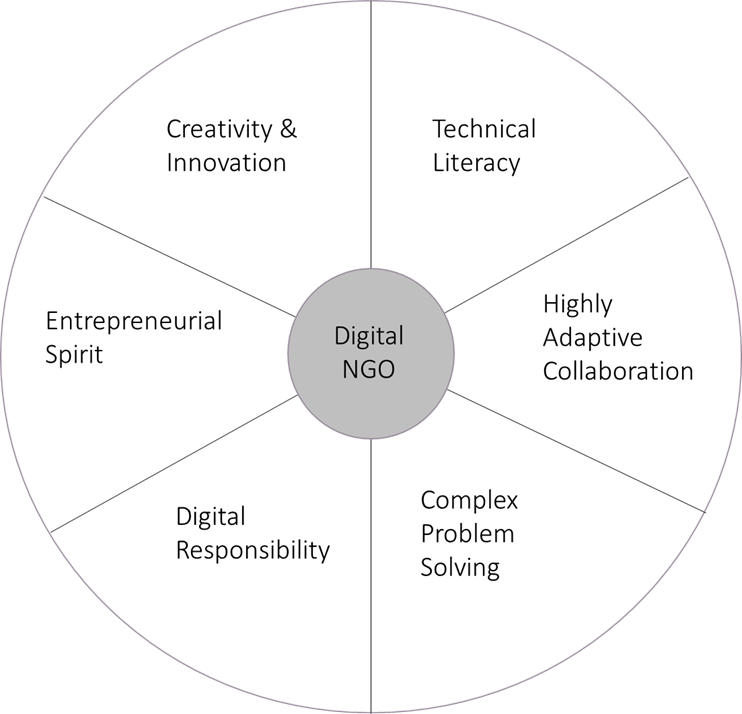 Creativity &
Innovation
Technical
Literacy
Entrepreneurial
Spirit
Digital
NGO
Highly
Adaptive
Collaboration
Digital
Responsibility
Complex
Problem
Solving